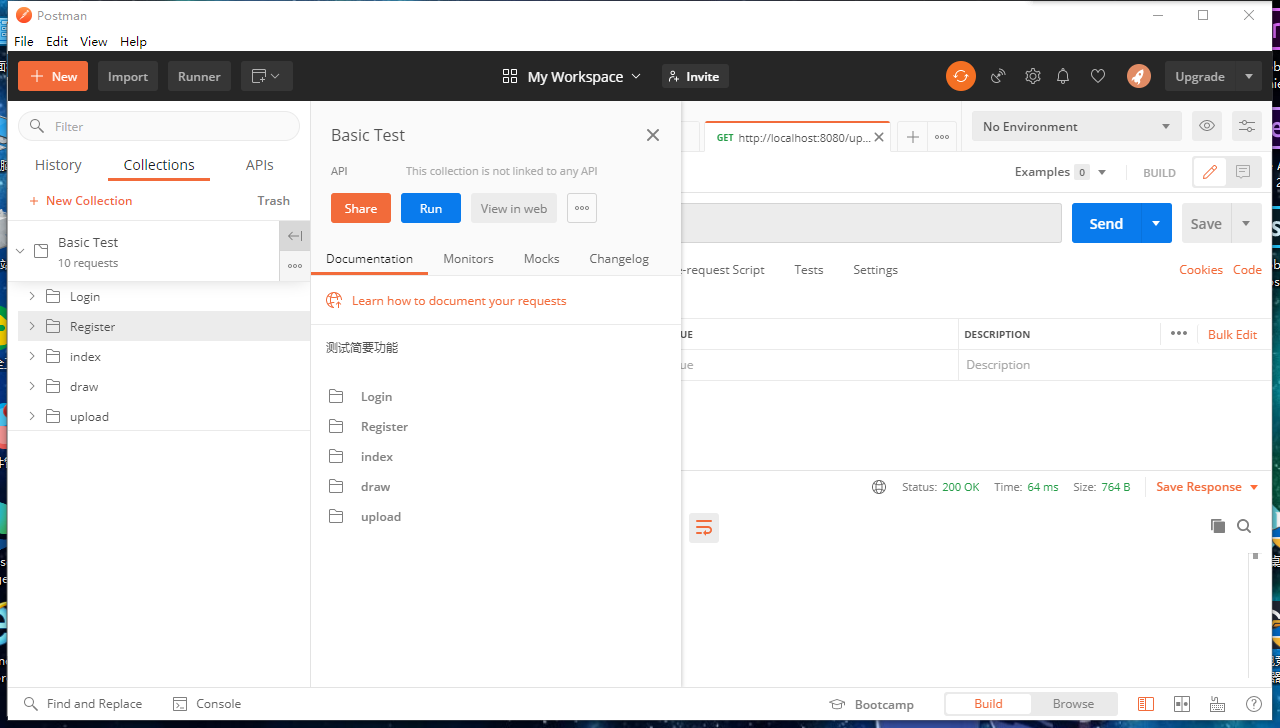 Postman
File Edit View Help
New Import Runner My Workspace Invite Upgrade
Filter
History Collections APIs
New Collection Trash
Basic Test
10 requests
Login
Register
index
draw
upload
Basic Test
API This collection is not linked to any API
Share Run View in web
Documentation Monitors Mocks Changelog
Learn how to document your requests
测试简要功能
Login
Register
index
draw
upload
GET http://localhost:8080/up...
No Environment
Examples 0 BUILD
Send Save
e-request Script Tests Settings Cookies Code
UE DESCRIPTION Bulk Edit
ue Description
Status: 200 OK Time: 64 ms Size: 764 B Save Response
Find and Replace Console Bootcamp Build Browse